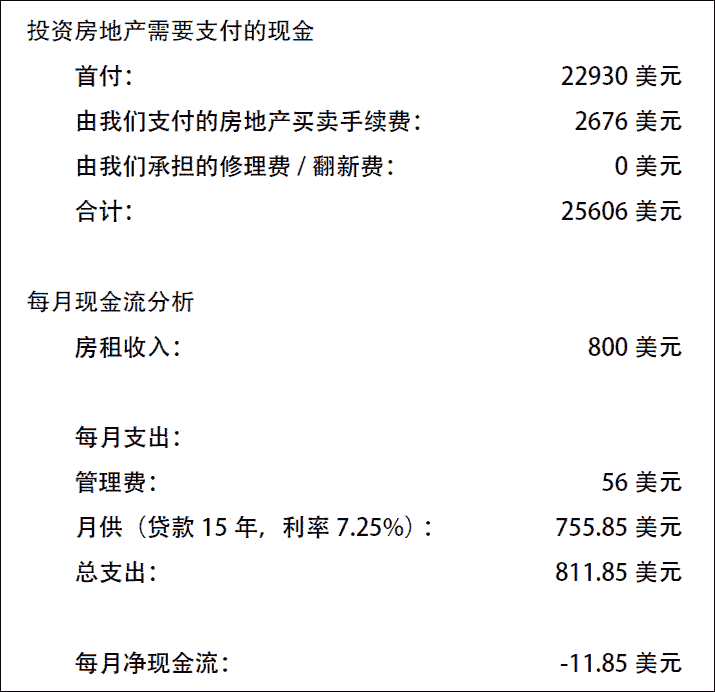 投资房地产需要支付的现金
首付： 22930 美元
由我们支付的房地产买卖手续费： 2676 美元
由我们承担的修理费 / 翻新费： 0 美元
合计： 25606 美元
每月现金流分析
房租收入： 800 美元
每月支出：
管理费： 56 美元
月供（贷款 15 年，利率 7.25%）： 755.85 美元
总支出： 811.85 美元
每月净现金流： -11.85 美元